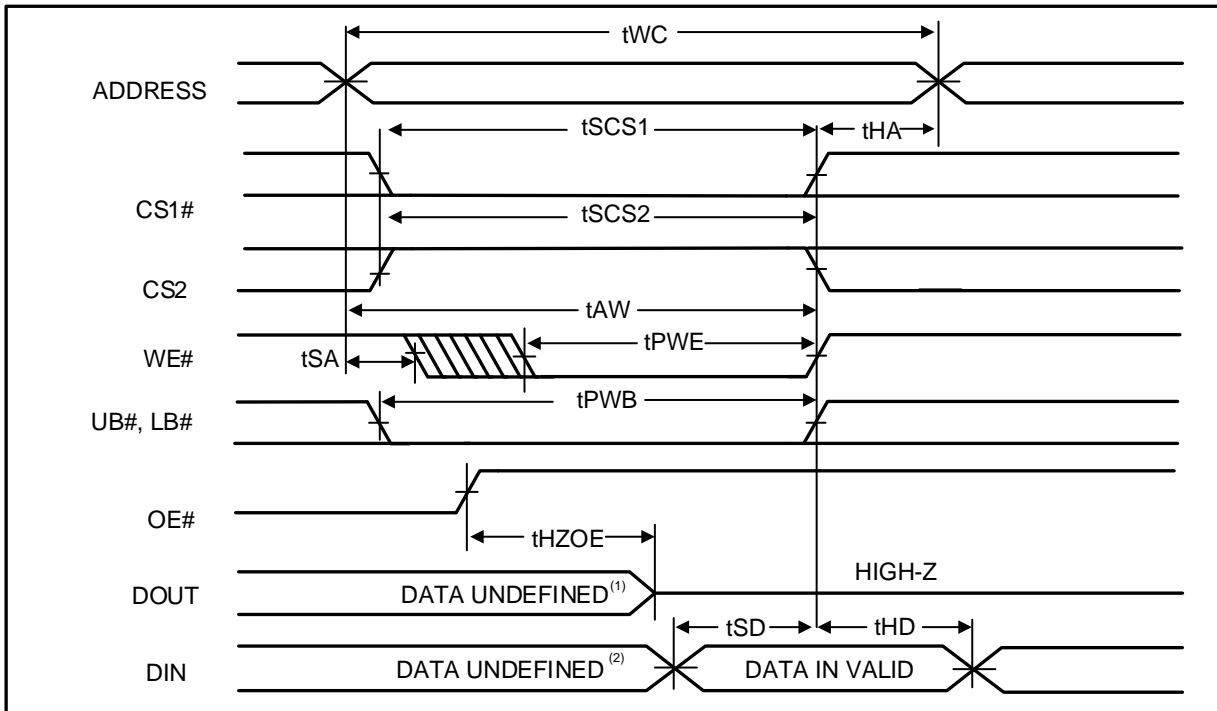 tWC
ADDRESS
tSCS1
tHA
CS1#
tSCS2
CS2
tAW
WE#
tSA
tPWE
UB#, LB#
tPWB
OE#
tHZOE
DOUT
DATA UNDEFINED (1)
HIGH-Z
tSD
tHD
DIN
DATA UNDEFINED (2)
DATA IN VALID